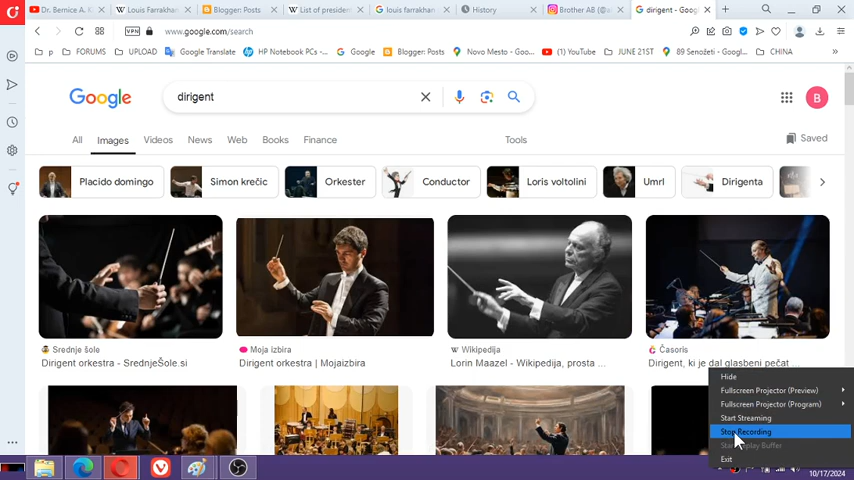 Dr. Bernice A. K
Louis Farrakhan
Blogger: Posts
List of presiden
louis farrakhan
History
Brother AB (@al
dirigent - Goog
VPN
www.google.com/search
p
FORUMS
UPLOAD
Google Translate
HP Notebook PCs -...
Google
Blogger: Posts
Novo Mesto - Goo...
(1) YouTube
JUNE 21ST
89 Senožeti - Googl...
CHINA
Google
dirigent
B
All
Images
Videos
News
Web
Books
Finance
Tools
Saved
Placido domingo
Simon krečic
Orkester
Conductor
Loris voltolini
Umrl
Dirigenta
Srednje šole
Dirigent orkestra - SrednjeŠole.si
Moja izbira
Dirigent orkestra | Mojaizbira
Wikipedija
Lorin Maazel - Wikipedija, prosta ...
Časoris
Dirigent, ki je dal glasbeni pečat ...
Hide
Fullscreen Projector (Preview)
Fullscreen Projector (Program)
Start Streaming
Stop Recording
Start Replay Buffer
Exit
10/17/2024